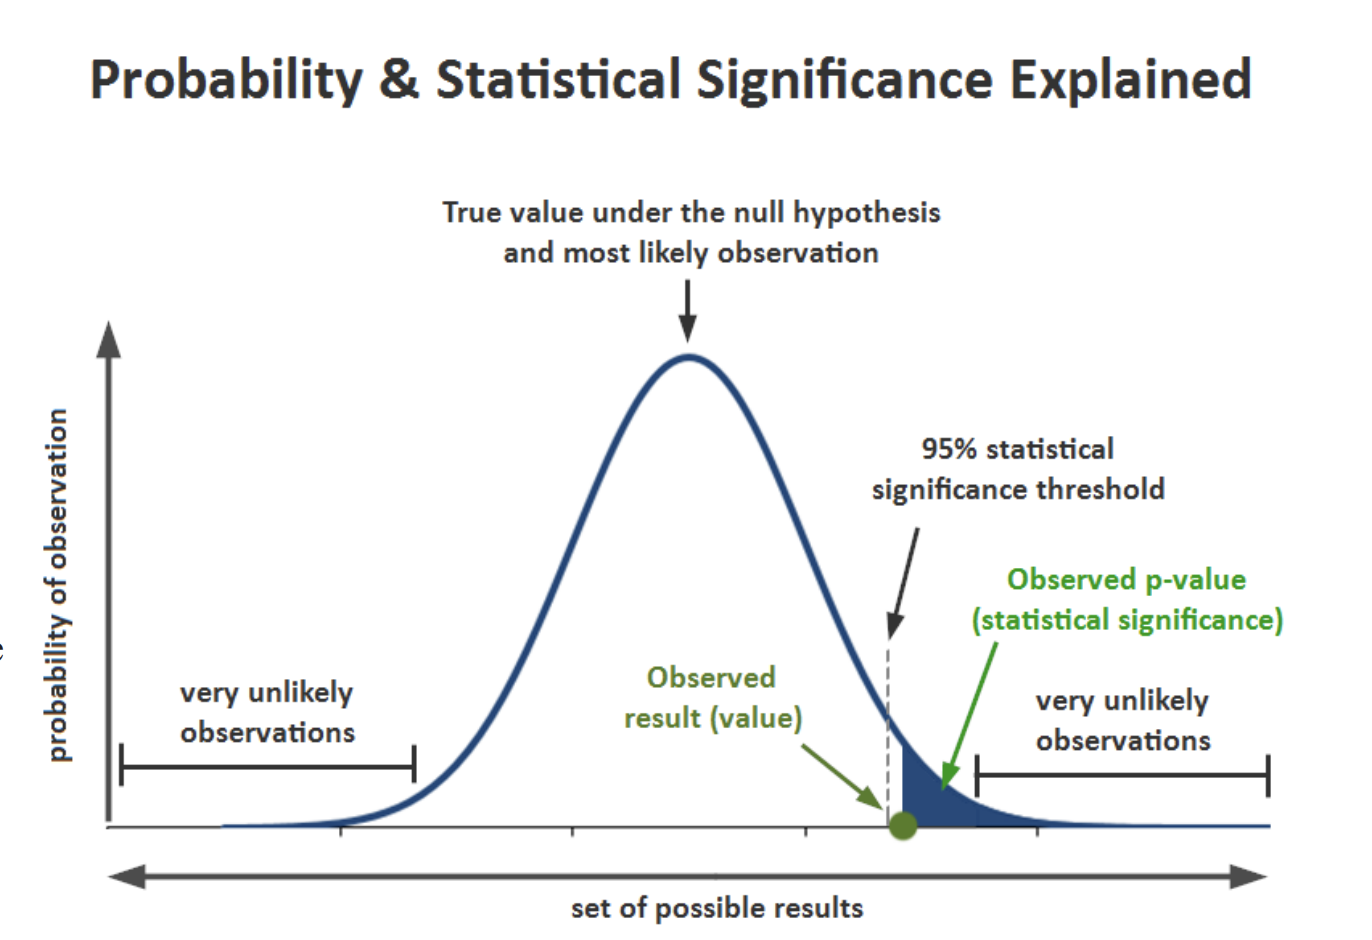 Probability & Statistical Significance Explained
True value under the null hypothesis
and most likely observation
95% statistical
significance threshold
Observed p-value
(statistical significance)
Observed
result (value)
very unlikely
observations
very unlikely
observations
probability of observation
set of possible results